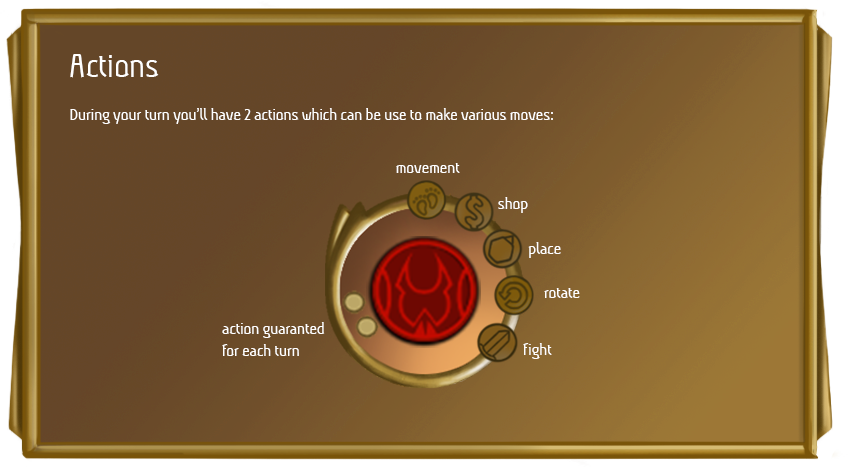 Actions
During your turn you'll have 2 actions which can be use to make various moves:
movement
shop
place
rotate
action guaranted
for each turn
fight